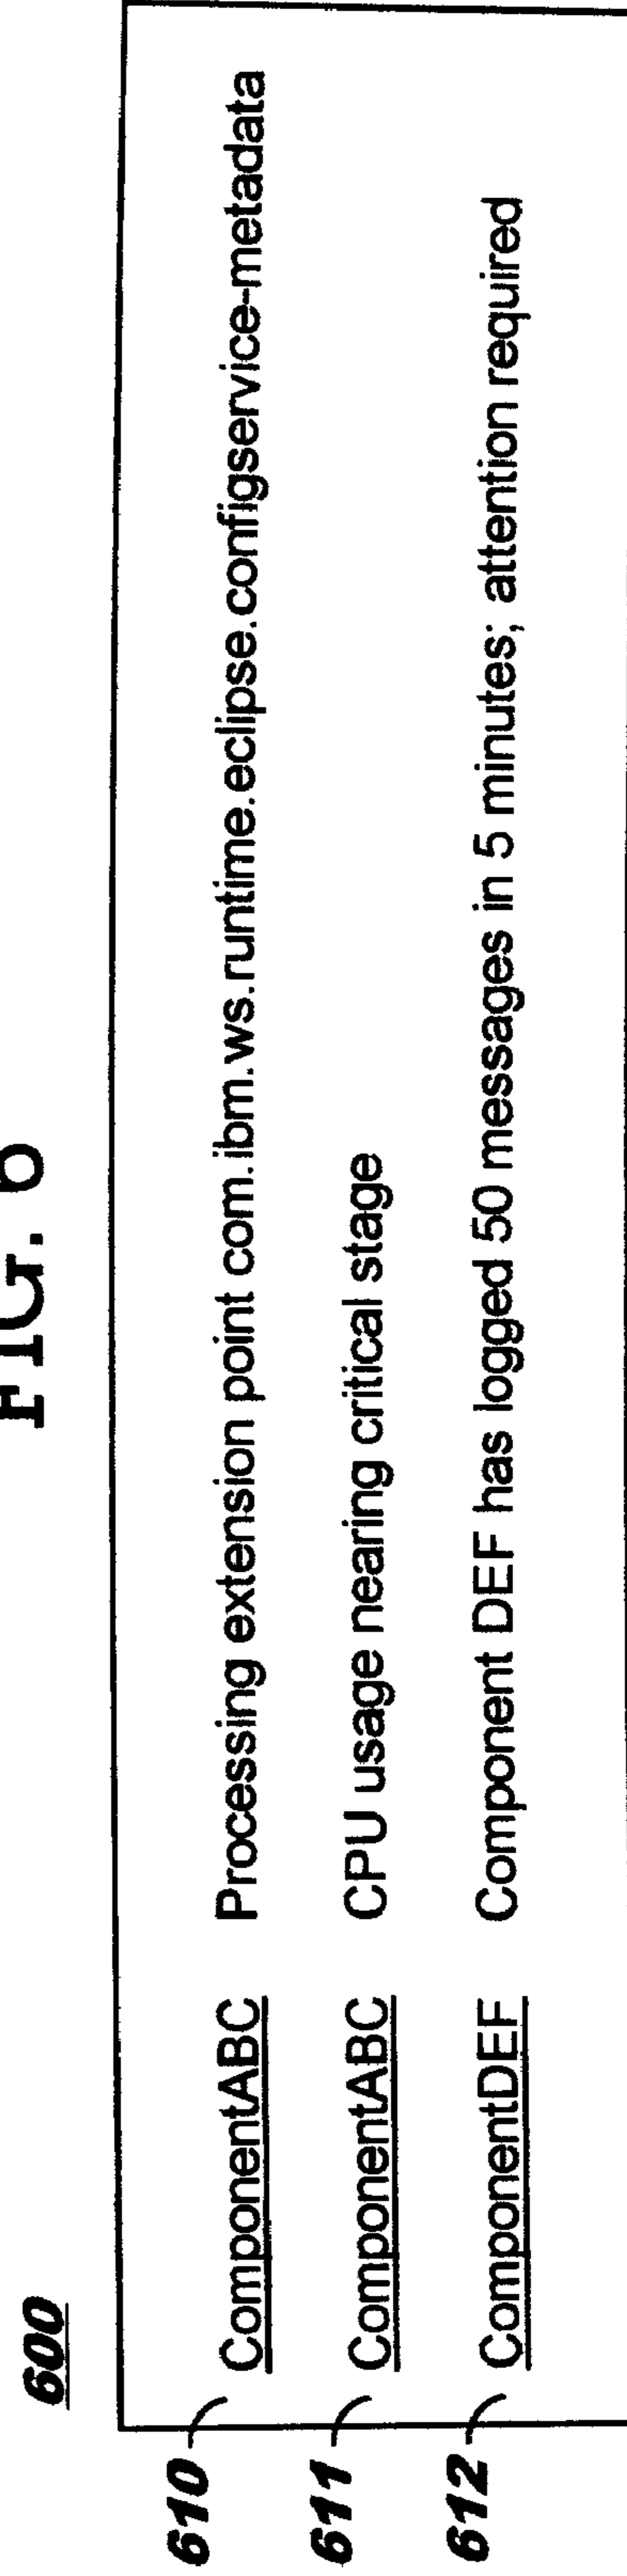 FIG. 6
600
610 ComponentABC Processing extension point com.ibm.ws.runtime.eclipse.configservice-metadata
611 ComponentABC CPU usage nearing critical stage
612 ComponentDEF Component DEF has logged 50 messages in 5 minutes; attention required